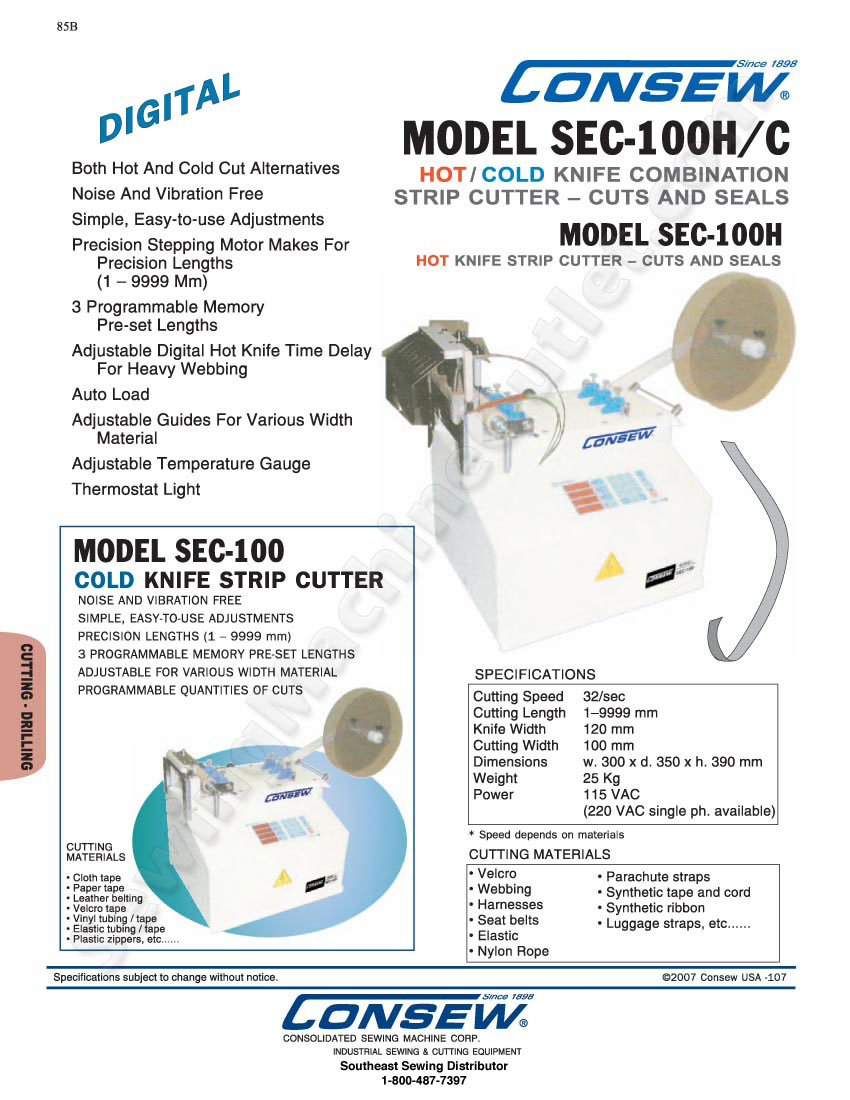 85B
DIGITAL
Both Hot And Cold Cut Alternatives
Noise And Vibration Free
Simple, Easy-to-use Adjustments
Precision Stepping Motor Makes For
Precision Lengths
(1 – 9999 Mm)
3 Programmable Memory
Pre-set Lengths
Adjustable Digital Hot Knife Time Delay
For Heavy Webbing
Auto Load
Adjustable Guides For Various Width
Material
Adjustable Temperature Gauge
Thermostat Light
Since 1898
CONSEW®
MODEL SEC-100H/C
HOT / COLD KNIFE COMBINATION
STRIP CUTTER – CUTS AND SEALS
MODEL SEC-100H
HOT KNIFE STRIP CUTTER – CUTS AND SEALS
CONSEW
CONSEW
MODEL SEC-100
COLD KNIFE STRIP CUTTER
NOISE AND VIBRATION FREE
SIMPLE, EASY-TO-USE ADJUSTMENTS
PRECISION LENGTHS (1 – 9999 mm)
3 PROGRAMMABLE MEMORY PRE-SET LENGTHS
ADJUSTABLE FOR VARIOUS WIDTH MATERIAL
PROGRAMMABLE QUANTITIES OF CUTS
CONSEW
CUTTING
MATERIALS
• Cloth tape
• Paper tape
• Leather belting
• Velcro tape
• Vinyl tubing / tape
• Elastic tubing / tape
• Plastic zippers, etc......
CUTTING - DRILLING
SPECIFICATIONS
Cutting Speed 32/sec
Cutting Length 1–9999 mm
Knife Width 120 mm
Cutting Width 100 mm
Dimensions w. 300 x d. 350 x h. 390 mm
Weight 25 Kg
Power 115 VAC
(220 VAC single ph. available)
* Speed depends on materials
CUTTING MATERIALS
• Velcro
• Webbing
• Harnesses
• Seat belts
• Elastic
• Nylon Rope
• Parachute straps
• Synthetic tape and cord
• Synthetic ribbon
• Luggage straps, etc......
SewingMachineOutlet.com
Specifications subject to change without notice.
©2007 Consew USA -107
Since 1898
CONSEW®
CONSOLIDATED SEWING MACHINE CORP.
INDUSTRIAL SEWING & CUTTING EQUIPMENT
Southeast Sewing Distributor
1-800-487-7397